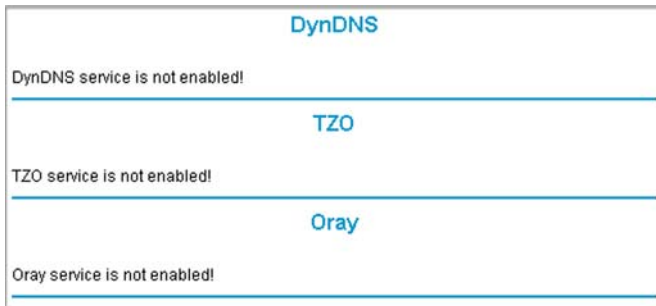 DynDNS
DynDNS service is not enabled!
TZO
TZO service is not enabled!
Oray
Oray service is not enabled!